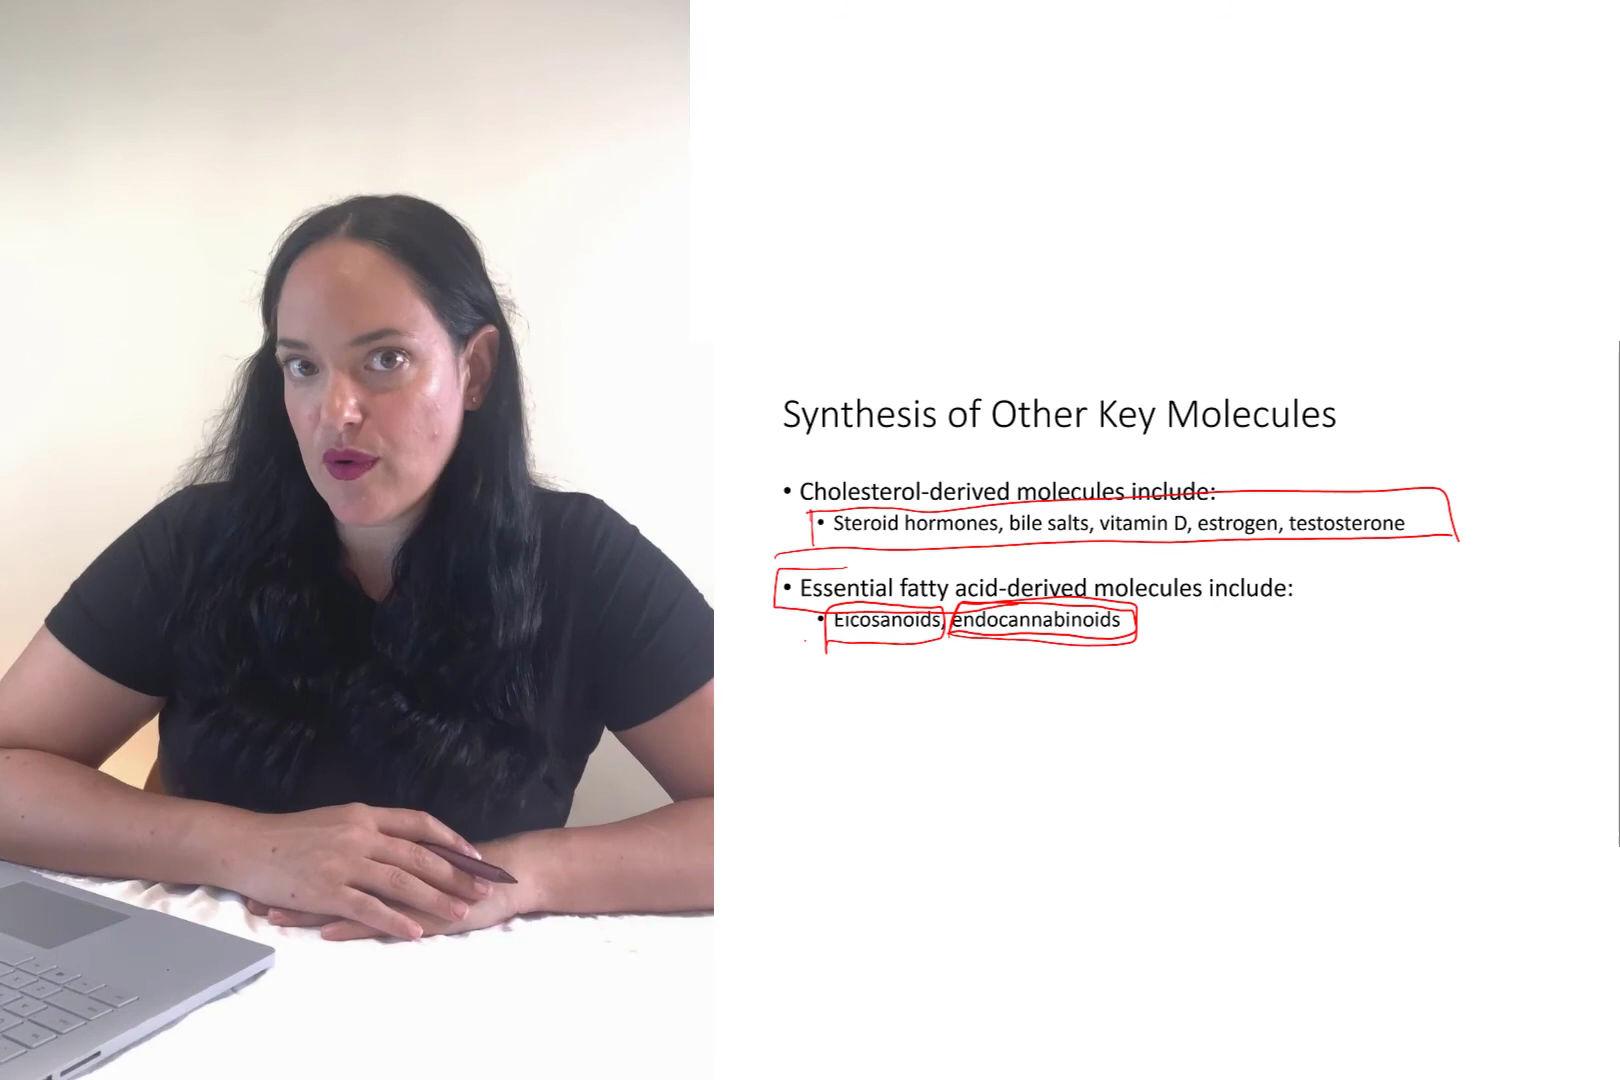 Synthesis of Other Key Molecules
• Cholesterol-derived molecules include:
• Steroid hormones, bile salts, vitamin D, estrogen, testosterone
• Essential fatty acid-derived molecules include:
• Eicosanoids, endocannabinoids